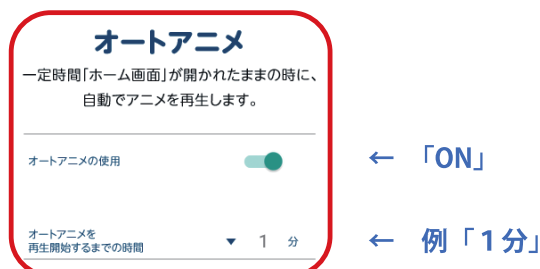 オートアニメ
一定時間「ホーム画面」が開かれたままの時に、
自動でアニメを再生します。
オートアニメの使用
← 「ON」
オートアニメを
再生開始するまでの時間
▼ 1 分
← 例「1分」